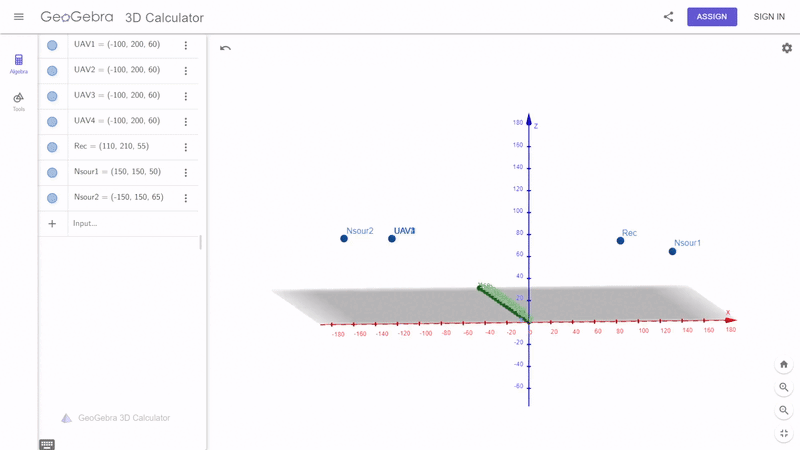 GeoGebra 3D Calculator
ASSIGN
SIGN IN
Algebra
Tools
UAV1 = (-100, 200, 60)
UAV2 = (-100, 200, 60)
UAV3 = (-100, 200, 60)
UAV4 = (-100, 200, 60)
Rec = (110, 210, 55)
Nsour1 = (150, 150, 50)
Nsour2 = (-150, 150, 65)
Input...
GeoGebra 3D Calculator
Z
180
160
140
120
100
80
60
40
20
-20
-40
-60
Nsour2
Rec
Nsour1
X
-180 -160 -140 -120 -100 -80 -60 -40 -20 0 20 40 60 80 100 120 140 160 180